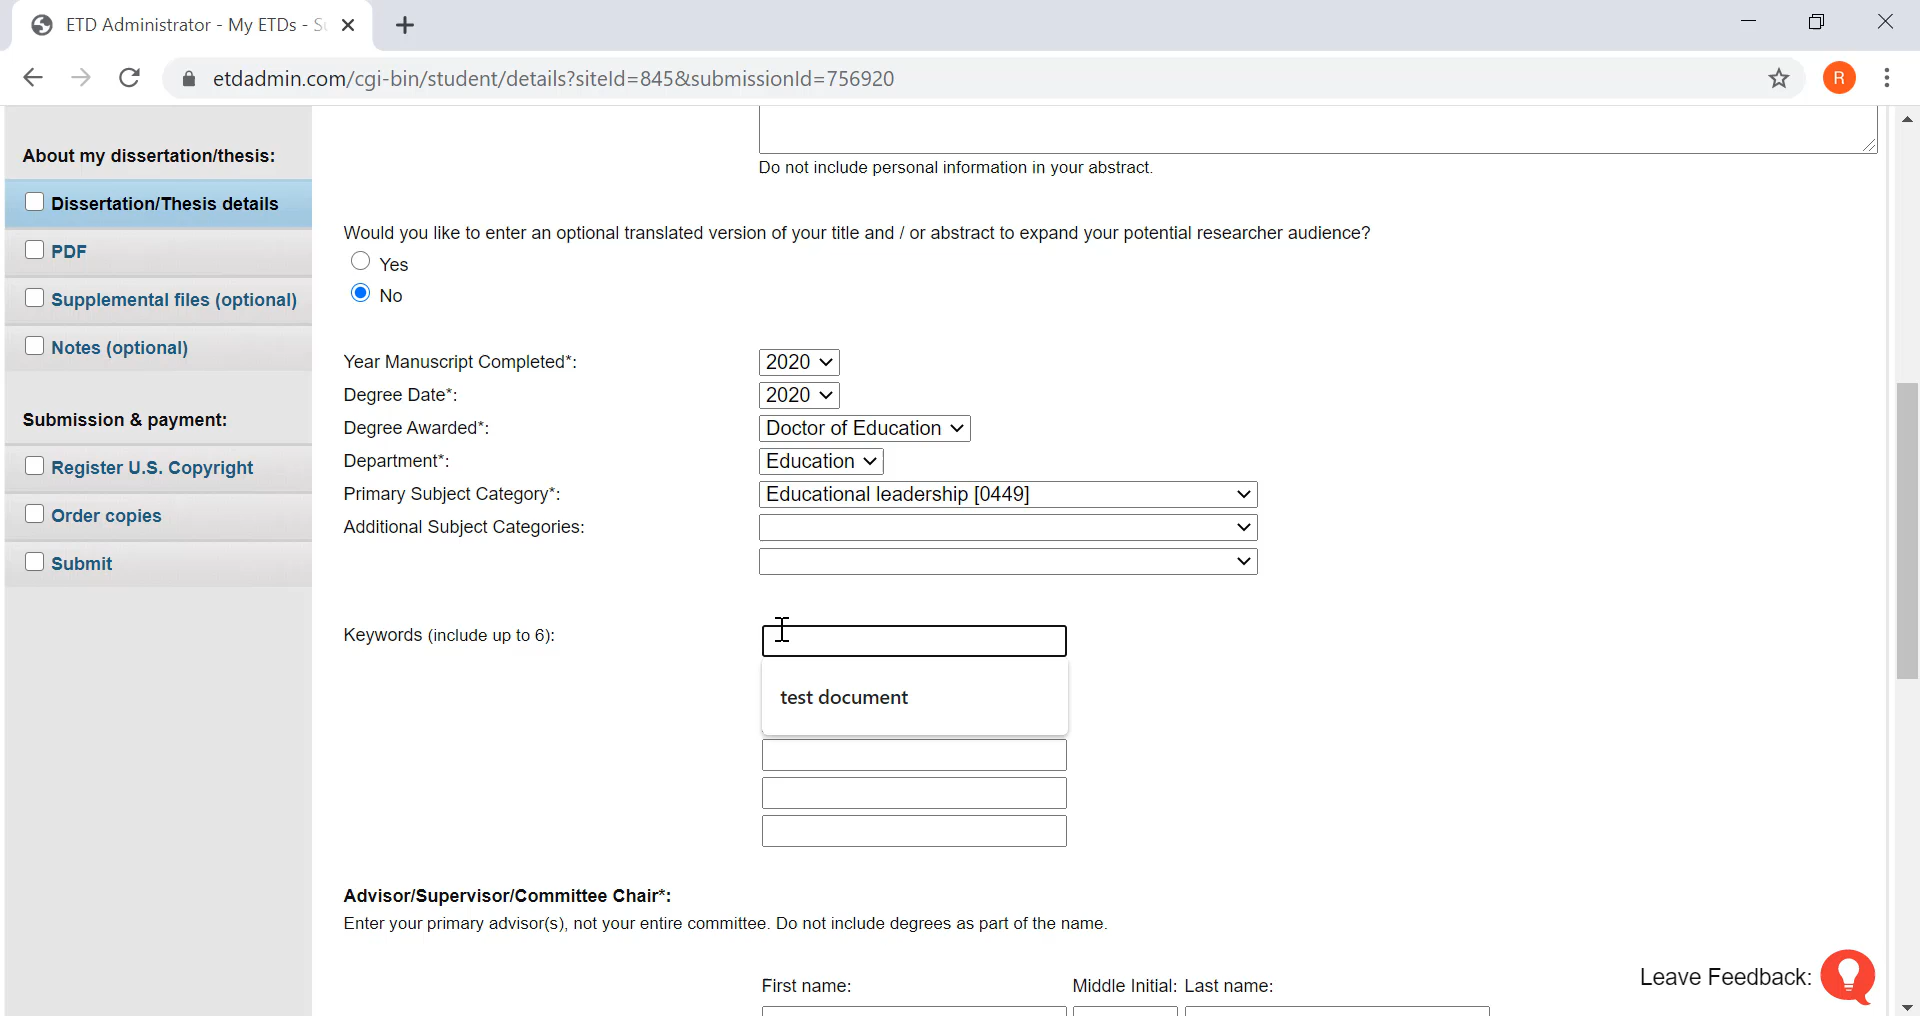 ETD Administrator - My ETDs - S
etdadmin.com/cgi-bin/student/details?siteId=845&submissionId=756920
R
About my dissertation/thesis:
Dissertation/Thesis details
PDF
Supplemental files (optional)
Notes (optional)
Submission & payment:
Register U.S. Copyright
Order copies
Submit
Do not include personal information in your abstract.
Would you like to enter an optional translated version of your title and / or abstract to expand your potential researcher audience?
Yes
No
Year Manuscript Completed*: 2020
Degree Date*: 2020
Degree Awarded*: Doctor of Education
Department*: Education
Primary Subject Category*: Educational leadership [0449]
Additional Subject Categories:
Keywords (include up to 6):
test document
Advisor/Supervisor/Committee Chair*:
Enter your primary advisor(s), not your entire committee. Do not include degrees as part of the name.
First name: Middle Initial: Last name:
Leave Feedback: